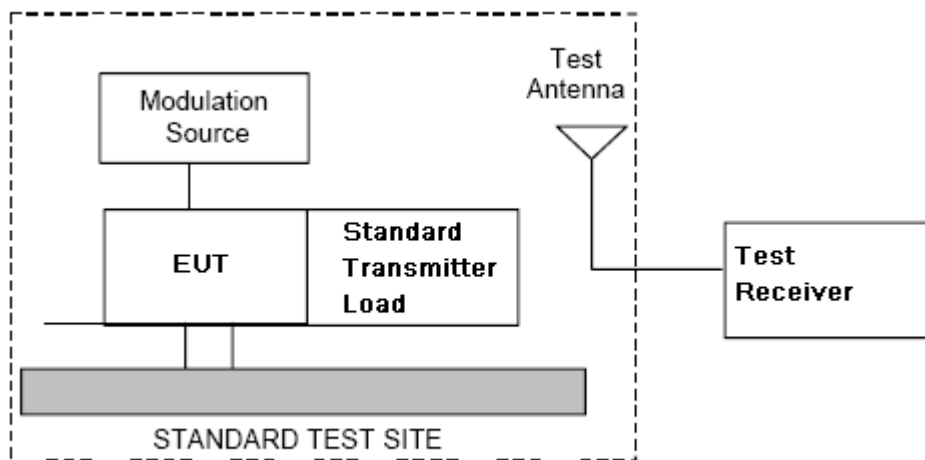 Modulation
Source
Test
Antenna
EUT
Standard
Transmitter
Load
Test
Receiver
STANDARD TEST SITE